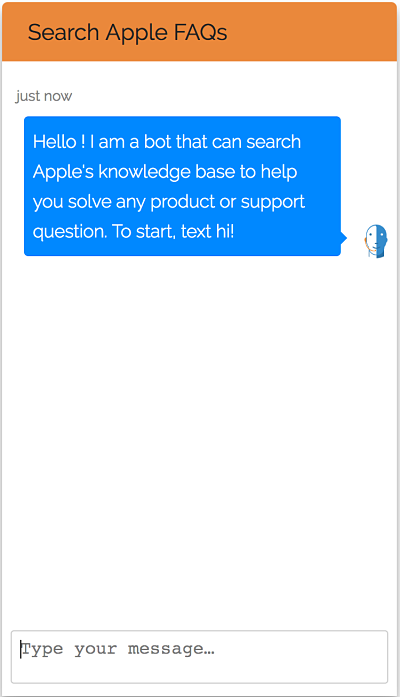 Search Apple FAQs
just now
Hello ! I am a bot that can search
Apple's knowledge base to help
you solve any product or support
question. To start, text hi!
Type your message…